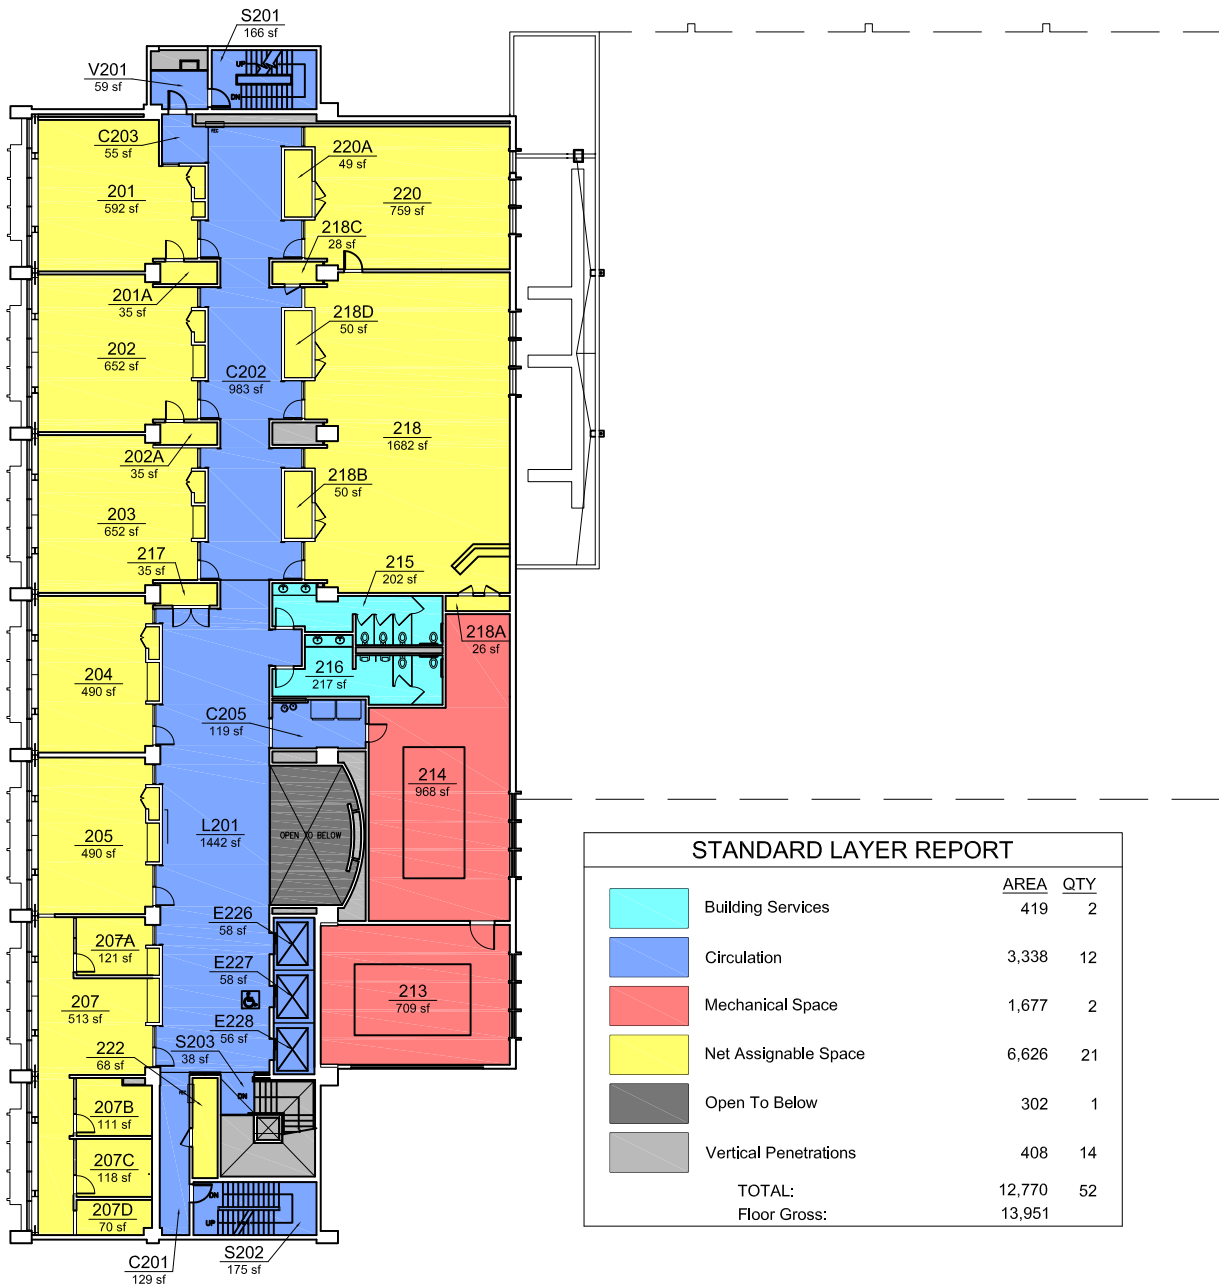 S201
166 sf
V201
59 sf
UP
DN
C203
55 sf
FEC
220A
49 sf
201
592 sf
220
759 sf
218C
28 sf
201A
35 sf
218D
50 sf
202
652 sf
C202
983 sf
218
1682 sf
202A
35 sf
218B
50 sf
203
652 sf
217
35 sf
215
202 sf
218A
26 sf
204
490 sf
216
217 sf
C205
119 sf
214
968 sf
L201
1442 sf
OPEN TO BELOW
205
490 sf
E226
58 sf
207A
121 sf
E227
58 sf
207
513 sf
213
709 sf
E228
56 sf
S203
38 sf
222
68 sf
DN
207B
111 sf
207C
118 sf
DN
207D
70 sf
UP
C201
129 sf
S202
175 sf
STANDARD LAYER REPORT
AREA QTY
Building Services 419 2
Circulation 3,338 12
Mechanical Space 1,677 2
Net Assignable Space 6,626 21
Open To Below 302 1
Vertical Penetrations 408 14
TOTAL: 12,770 52
Floor Gross: 13,951